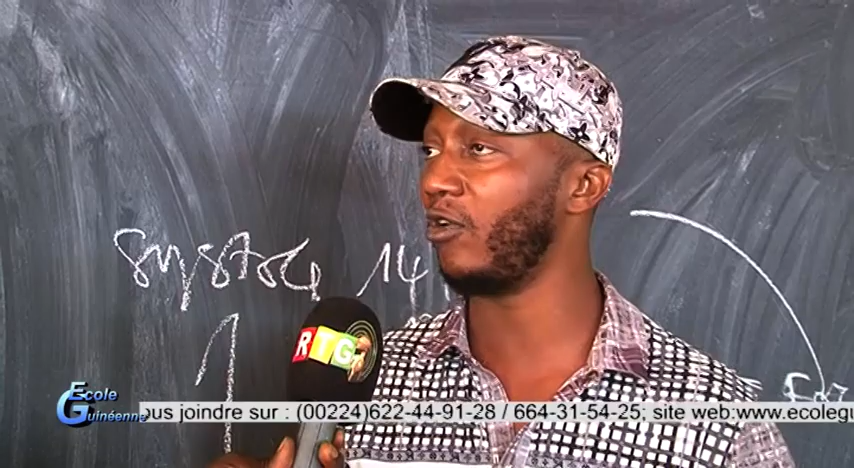 14
RTG
Ecole
Guinéenne
ous joindre sur : (00224)622-44-91-28 / 664-31-54-25; site web:www.ecolegu